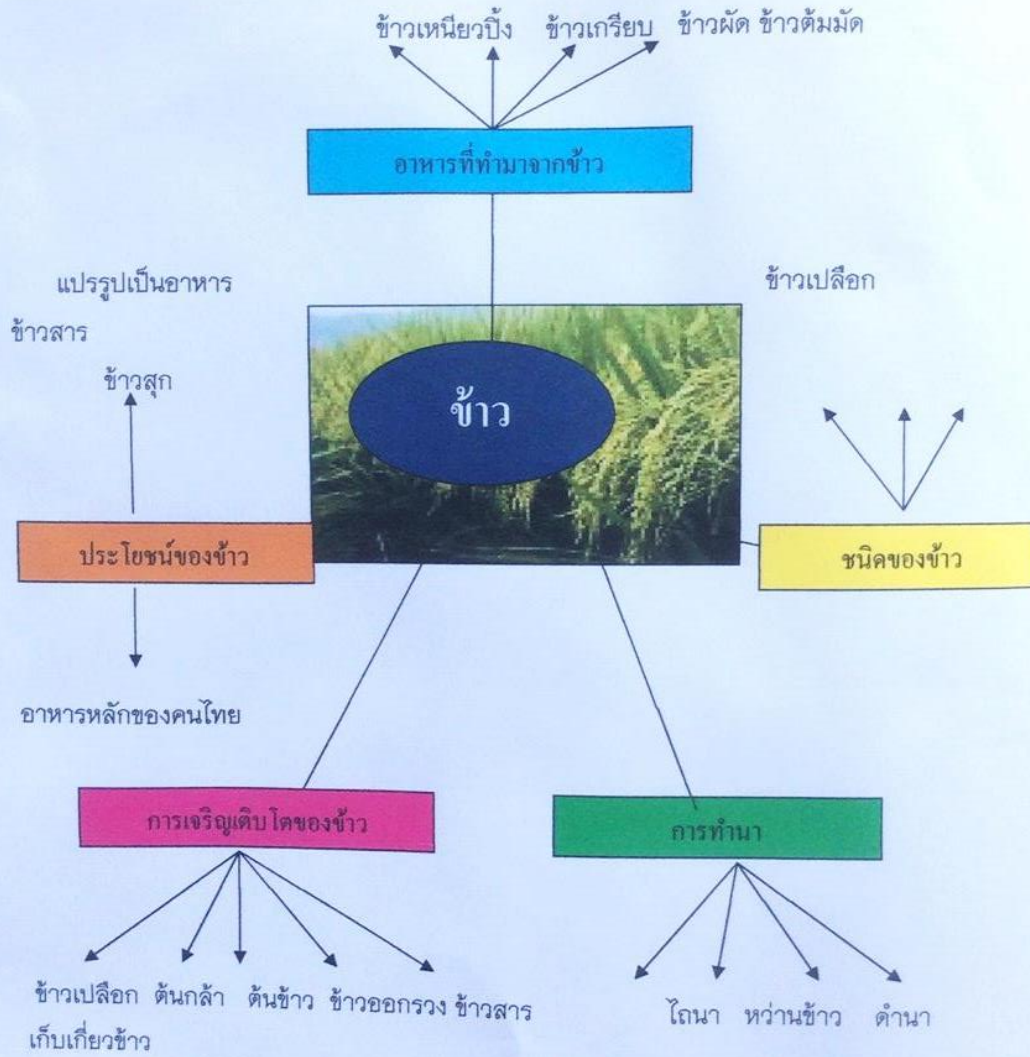 ข้าวเหนียวปิ้ง ข้าวเกรียบ ข้าวผัด ข้าวต้มมัด
อาหารที่ทำมาจากข้าว
แปรรูปเป็นอาหาร
ข้าวสาร
ข้าวสุก
ข้าวเปลือก
ข้าว
ประโยชน์ของข้าว
ชนิดของข้าว
อาหารหลักของคนไทย
การเจริญเติบโตของข้าว
การทำนา
ข้าวเปลือก ต้นกล้า ต้นข้าว ข้าวออกรวง ข้าวสาร
เก็บเกี่ยวข้าว
ไถนา หว่านข้าว ดำนา